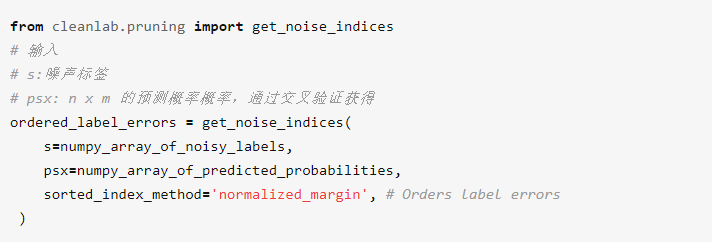 from cleanlab.pruning import get_noise_indices
# 输入
# s:噪声标签
# psx: n x m 的预测概率概率，通过交叉验证获得
ordered_label_errors = get_noise_indices(
    s=numpy_array_of_noisy_labels,
    psx=numpy_array_of_predicted_probabilities,
    sorted_index_method='normalized_margin', # Orders label errors
 )